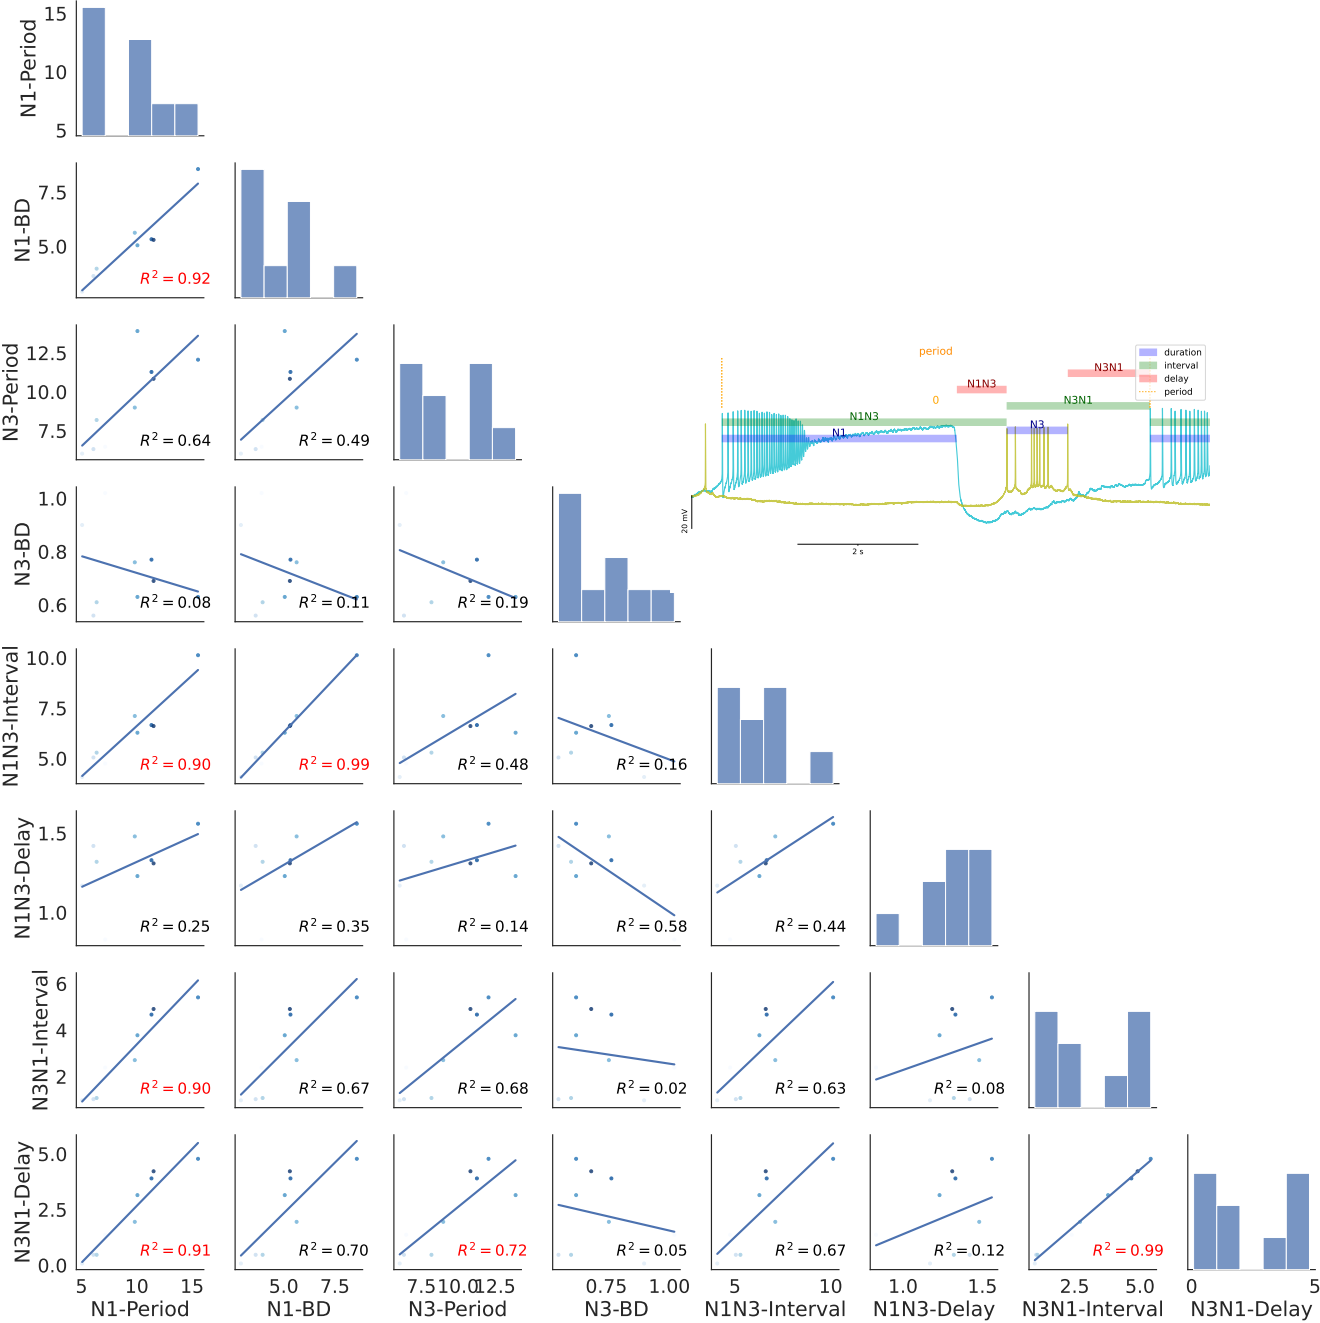 N1-Period
15
10
5
N1-BD
7.5
5.0
R² = 0.92
N3-Period
12.5
10.0
7.5
R² = 0.64
R² = 0.49
period
0
N1N3
N3N1
N1N3
N3N1
N1
N3
duration
interval
delay
period
20 mV
2 s
N3-BD
1.0
0.8
0.6
R² = 0.08
R² = 0.11
R² = 0.19
N1N3-Interval
10.0
7.5
5.0
R² = 0.90
R² = 0.99
R² = 0.48
R² = 0.16
N1N3-Delay
1.5
1.0
R² = 0.25
R² = 0.35
R² = 0.14
R² = 0.58
R² = 0.44
N3N1-Interval
6
4
2
R² = 0.90
R² = 0.67
R² = 0.68
R² = 0.02
R² = 0.63
R² = 0.08
N3N1-Delay
5.0
2.5
0.0
R² = 0.91
R² = 0.70
R² = 0.72
R² = 0.05
R² = 0.67
R² = 0.12
R² = 0.99
5 10 15
5.0 7.5
7.5 10.0 12.5
0.75 1.00
5 10
1.0 1.5
2.5 5.0
0 5
N1-Period
N1-BD
N3-Period
N3-BD
N1N3-Interval
N1N3-Delay
N3N1-Interval
N3N1-Delay